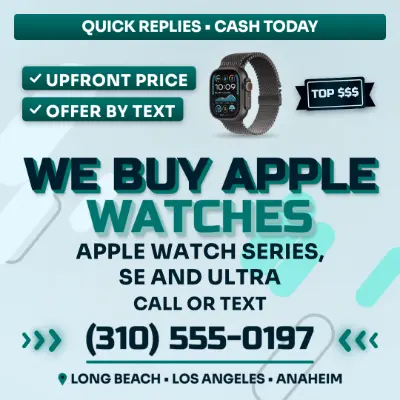 QUICK REPLIES • CASH TODAY
✓ UPFRONT PRICE
✓ OFFER BY TEXT
TOP $$$
WE BUY APPLE
WATCHES
APPLE WATCH SERIES,
SE AND ULTRA
CALL OR TEXT
(310) 555-0197
LONG BEACH • LOS ANGELES • ANAHEIM